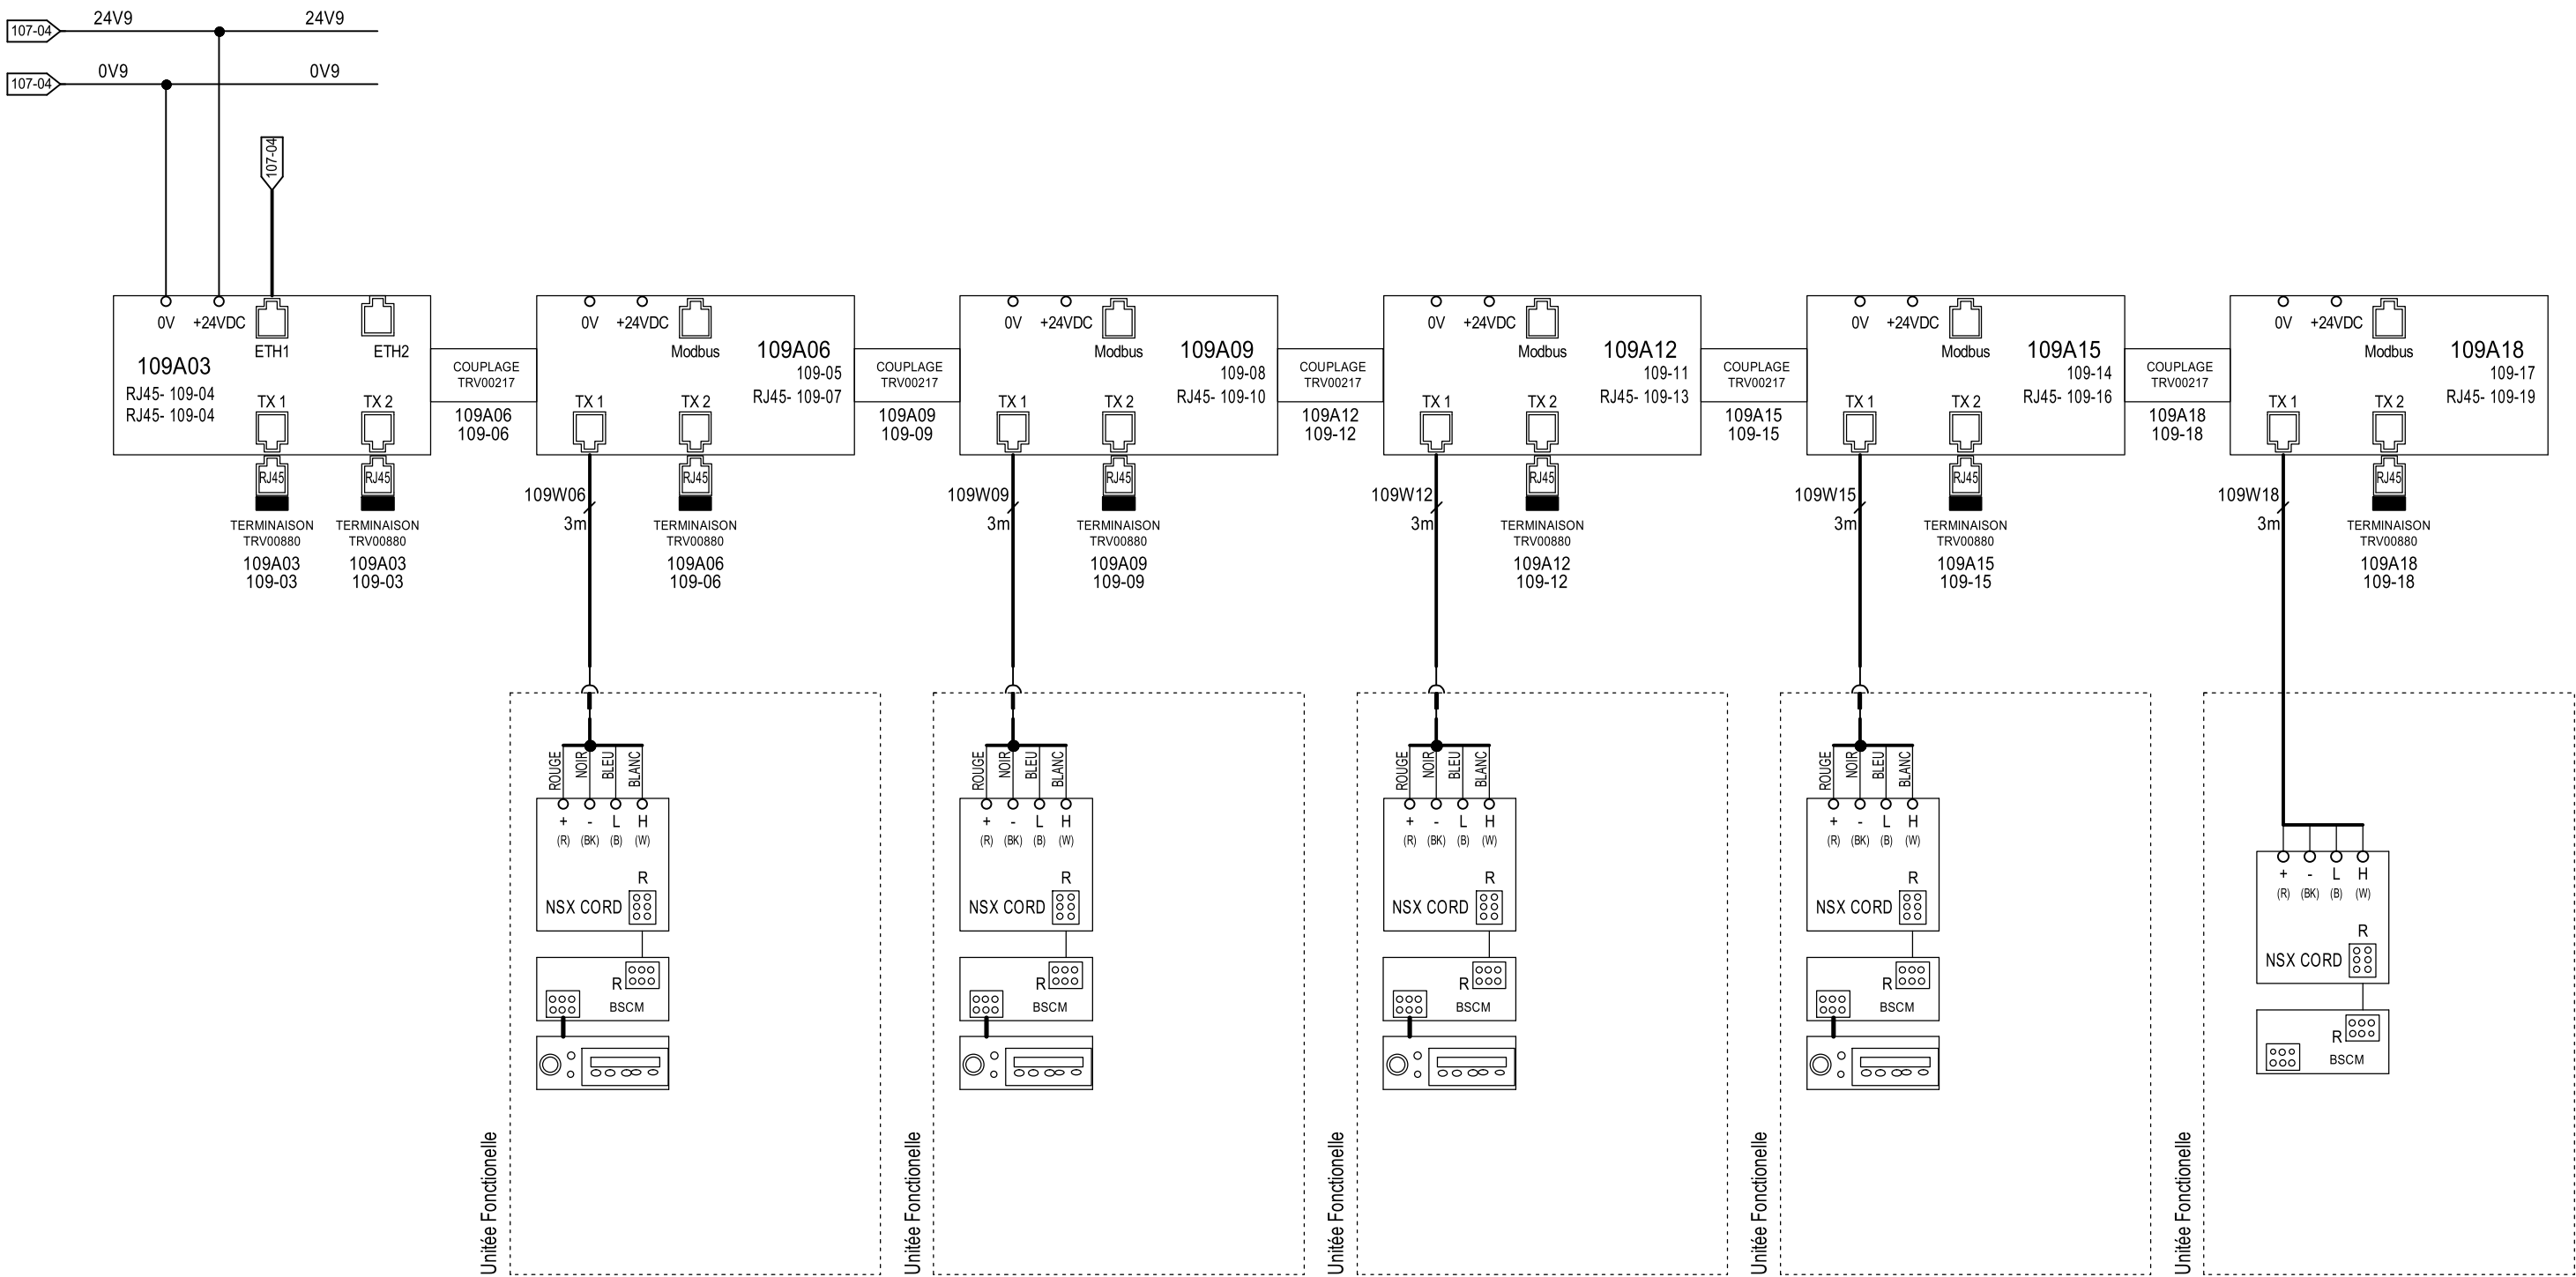 107-04 24V9 24V9
107-04 0V9 0V9
107-04
0V +24VDC
ETH1 ETH2
109A03
RJ45- 109-04
RJ45- 109-04
TX 1 TX 2
RJ45 RJ45
TERMINAISON TERMINAISON
TRV00880 TRV00880
109A03 109A03
109-03 109-03
COUPLAGE
TRV00217
109A06
109-06
0V +24VDC
Modbus
109A06
109-05
RJ45- 109-07
TX 1 TX 2
RJ45
TERMINAISON
TRV00880
109A06
109-06
109W06
3m
COUPLAGE
TRV00217
109A09
109-09
0V +24VDC
Modbus
109A09
109-08
RJ45- 109-10
TX 1 TX 2
RJ45
TERMINAISON
TRV00880
109A09
109-09
109W09
3m
COUPLAGE
TRV00217
109A12
109-12
0V +24VDC
Modbus
109A12
109-11
RJ45- 109-13
TX 1 TX 2
RJ45
TERMINAISON
TRV00880
109A12
109-12
109W12
3m
COUPLAGE
TRV00217
109A15
109-15
0V +24VDC
Modbus
109A15
109-14
RJ45- 109-16
TX 1 TX 2
RJ45
TERMINAISON
TRV00880
109A15
109-15
109W15
3m
COUPLAGE
TRV00217
109A18
109-18
0V +24VDC
Modbus
109A18
109-17
RJ45- 109-19
TX 1 TX 2
RJ45
TERMINAISON
TRV00880
109A18
109-18
109W18
3m
ROUGE NOIR BLEU BLANC
+ - L H
(R) (BK) (B) (W)
R
NSX CORD
R
BSCM
Unitée Fonctionelle
ROUGE NOIR BLEU BLANC
+ - L H
(R) (BK) (B) (W)
R
NSX CORD
R
BSCM
Unitée Fonctionelle
ROUGE NOIR BLEU BLANC
+ - L H
(R) (BK) (B) (W)
R
NSX CORD
R
BSCM
Unitée Fonctionelle
ROUGE NOIR BLEU BLANC
+ - L H
(R) (BK) (B) (W)
R
NSX CORD
R
BSCM
Unitée Fonctionelle
+ - L H
(R) (BK) (B) (W)
R
NSX CORD
R
BSCM
Unitée Fonctionelle